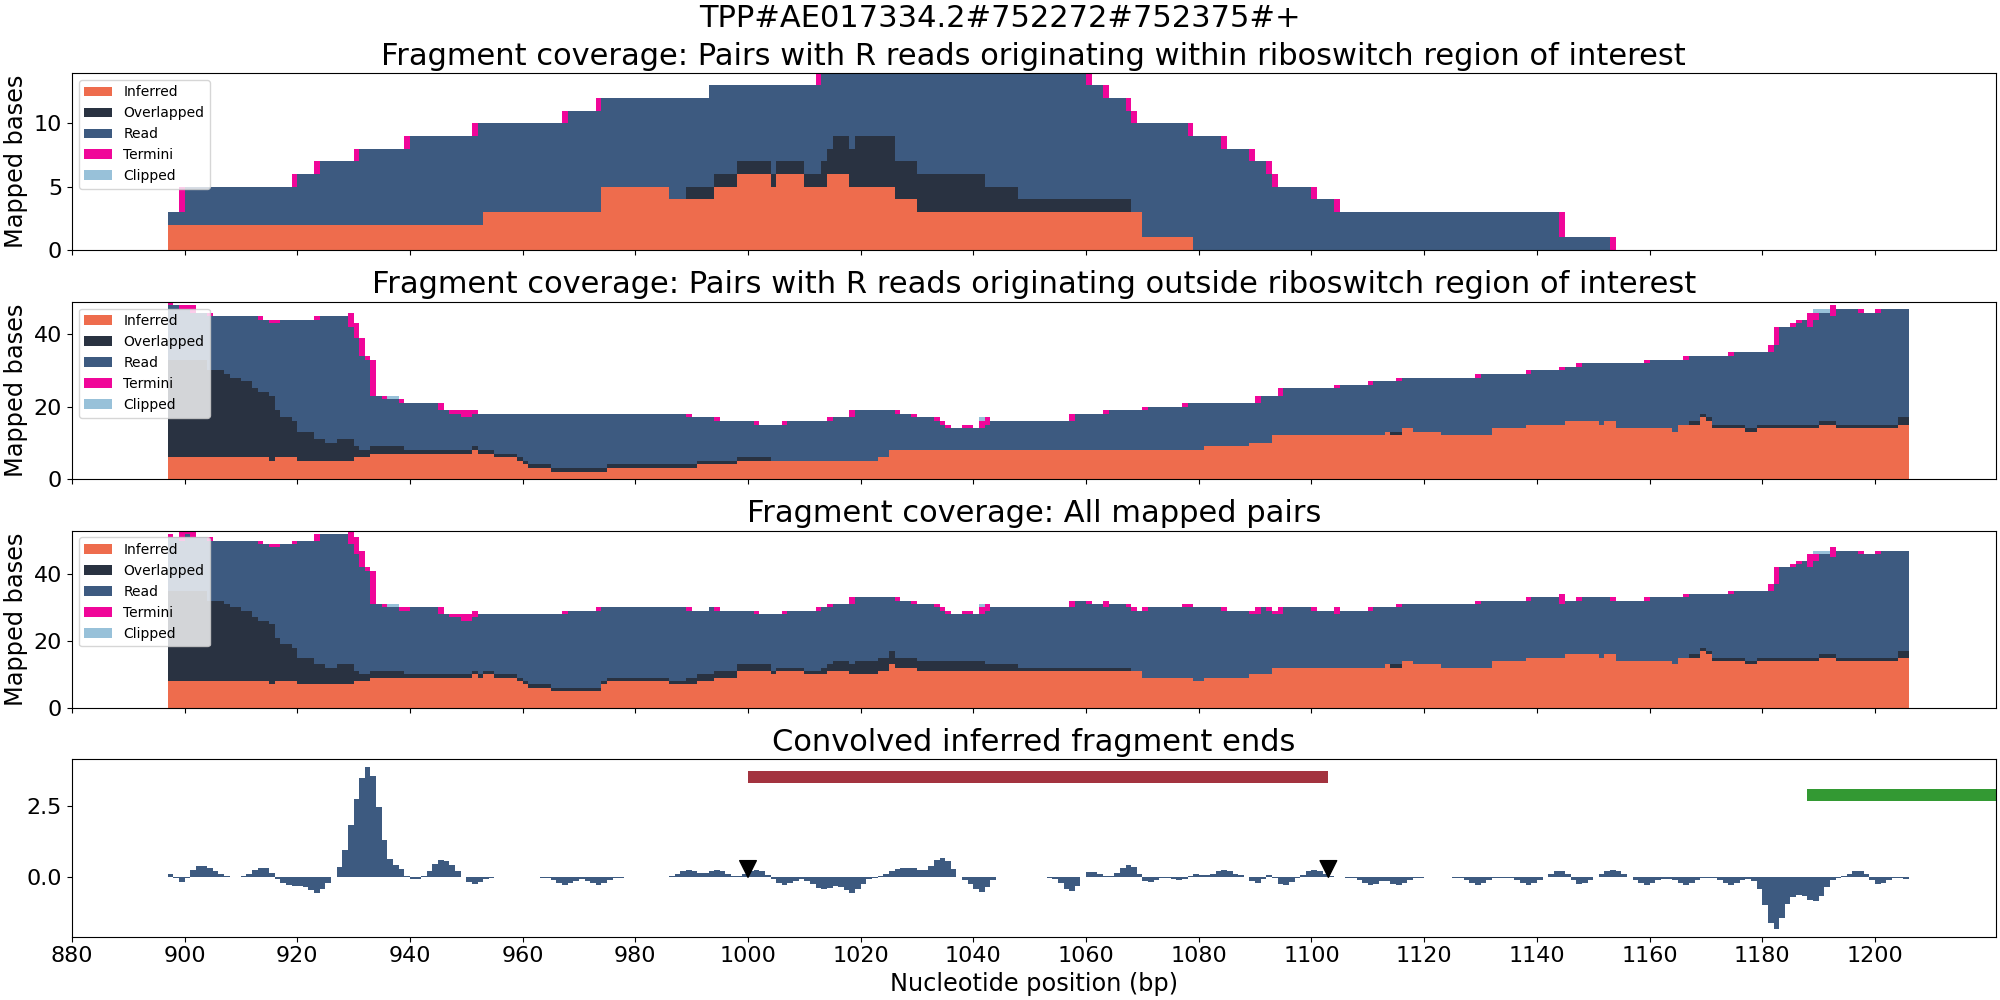 TPP#AE017334.2#752272#752375#+
Fragment coverage: Pairs with R reads originating within riboswitch region of interest
Mapped bases
10
5
0
Inferred
Overlapped
Read
Termini
Clipped
Fragment coverage: Pairs with R reads originating outside riboswitch region of interest
Mapped bases
40
20
0
Inferred
Overlapped
Read
Termini
Clipped
Fragment coverage: All mapped pairs
Mapped bases
40
20
0
Inferred
Overlapped
Read
Termini
Clipped
Convolved inferred fragment ends
2.5
0.0
880 900 920 940 960 980 1000 1020 1040 1060 1080 1100 1120 1140 1160 1180 1200
Nucleotide position (bp)